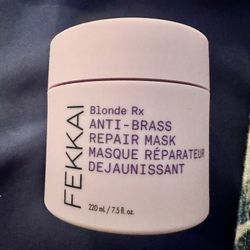 FEKKAI
Blonde Rx
ANTI-BRASS
REPAIR MASK
MASQUE RÉPARATEUR
DEJAUNISSANT
220 mL / 7.5 fl. oz.